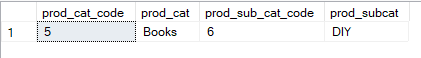 prod_cat_code prod_cat prod_sub_cat_code prod_subcat
1 5 Books 6 DIY